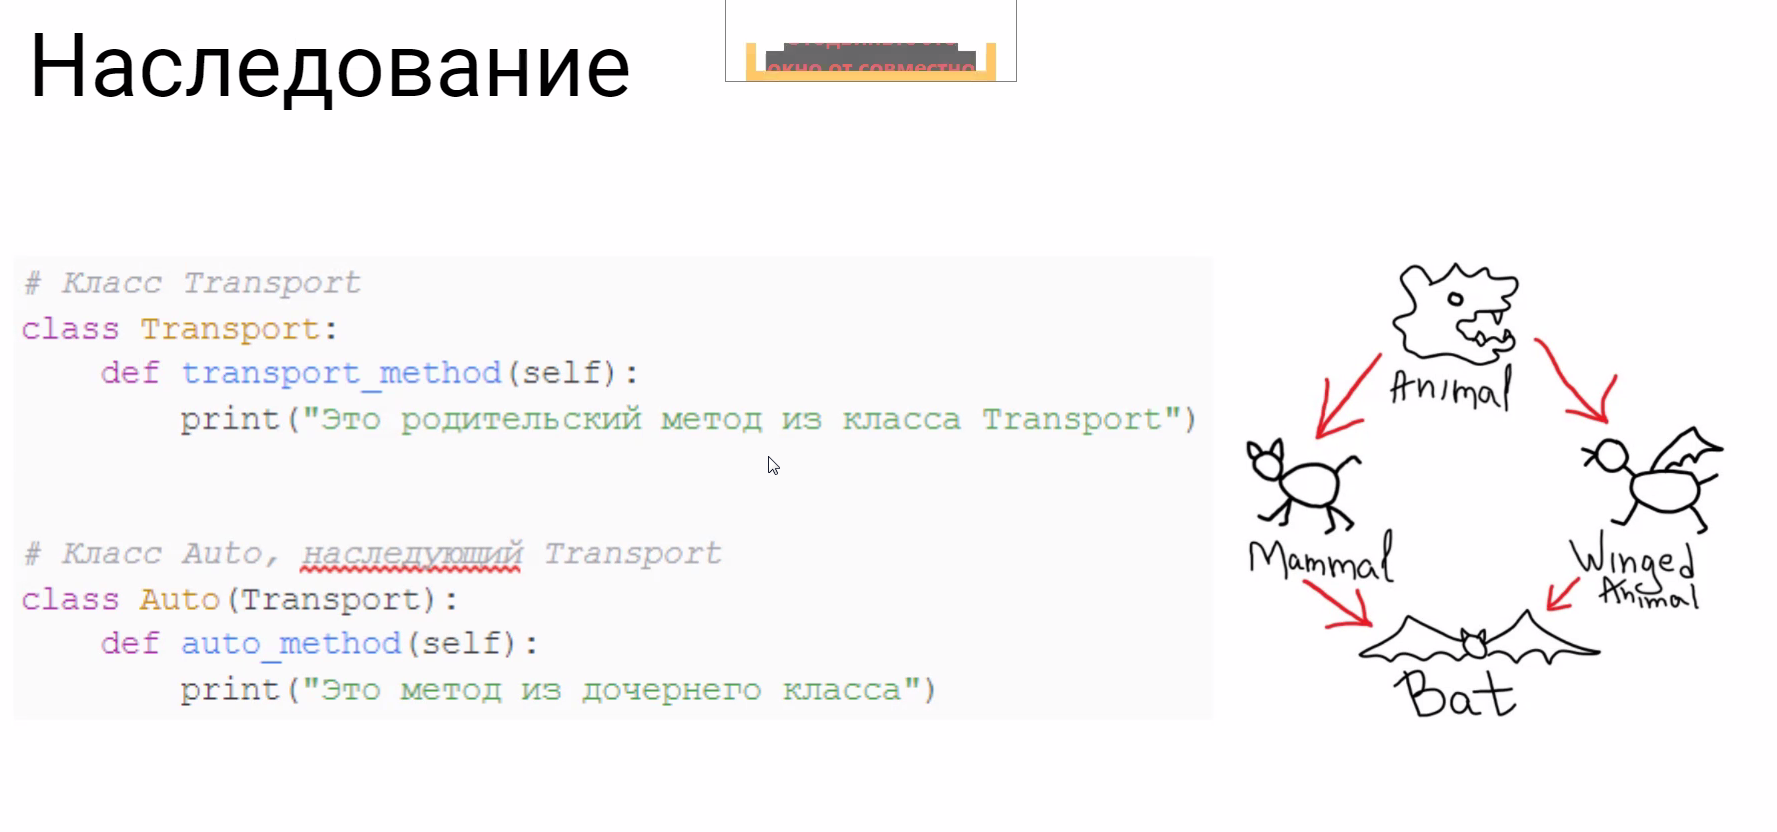 Наследование
окно от совместно
# Класс Transport
class Transport:
    def transport_method(self):
        print("Это родительский метод из класса Transport")
# Класс Auto, наследующий Transport
class Auto(Transport):
    def auto_method(self):
        print("Это метод из дочернего класса")
Animal
Mammal
Winged
Animal
Bat